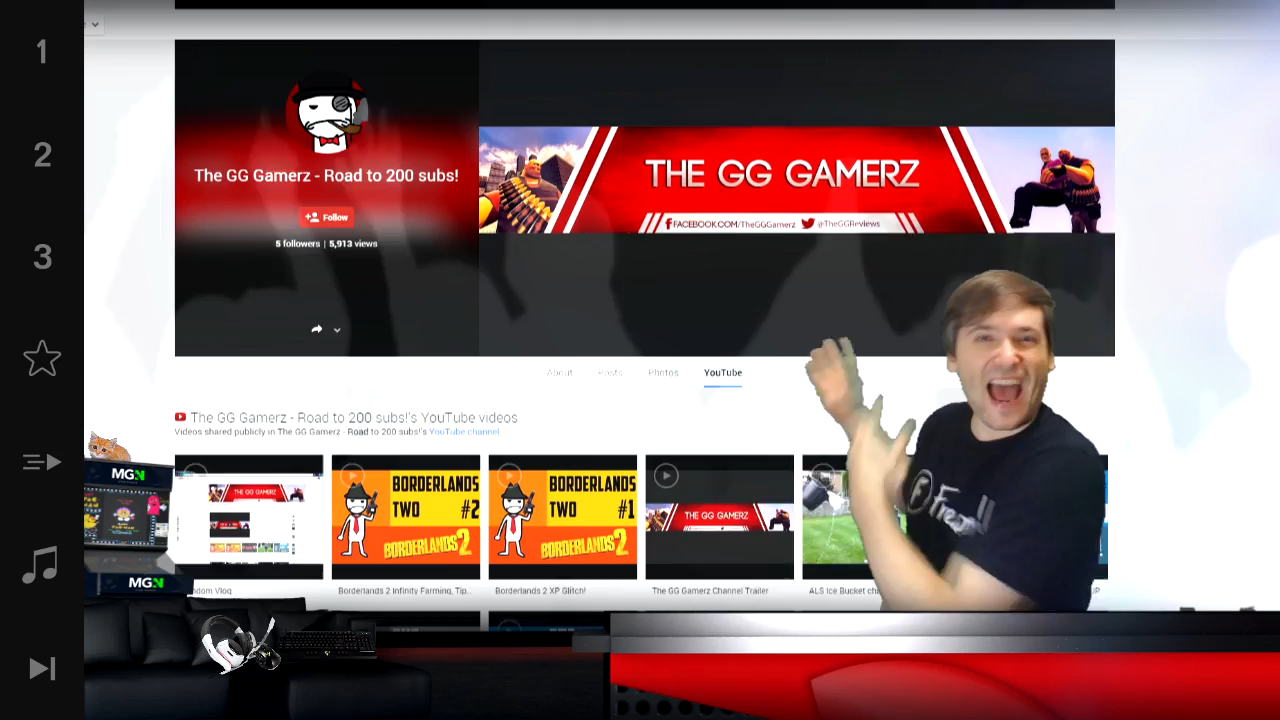 1
2
3
The GG Gamerz - Road to 200 subs!
Follow
5 followers | 5,913 views
THE GG GAMERZ
FACEBOOK.COM/TheGGGamerz
@TheGGReviews
About
Posts
Photos
YouTube
The GG Gamerz - Road to 200 subs!'s YouTube videos
Videos shared publicly in The GG Gamerz - Road to 200 subs!'s YouTube channel
MGN
THE GG GAMERZ
BORDERLANDS
TWO #2
BORDERLANDS 2
BORDERLANDS
TWO #1
BORDERLANDS 2
THE GG GAMERZ
Vlog
Borderlands 2 Infinity Farming, Tip...
Borderlands 2 XP Glitch!
The GG Gamerz Channel Trailer
ALS Ice Bucket
MGN